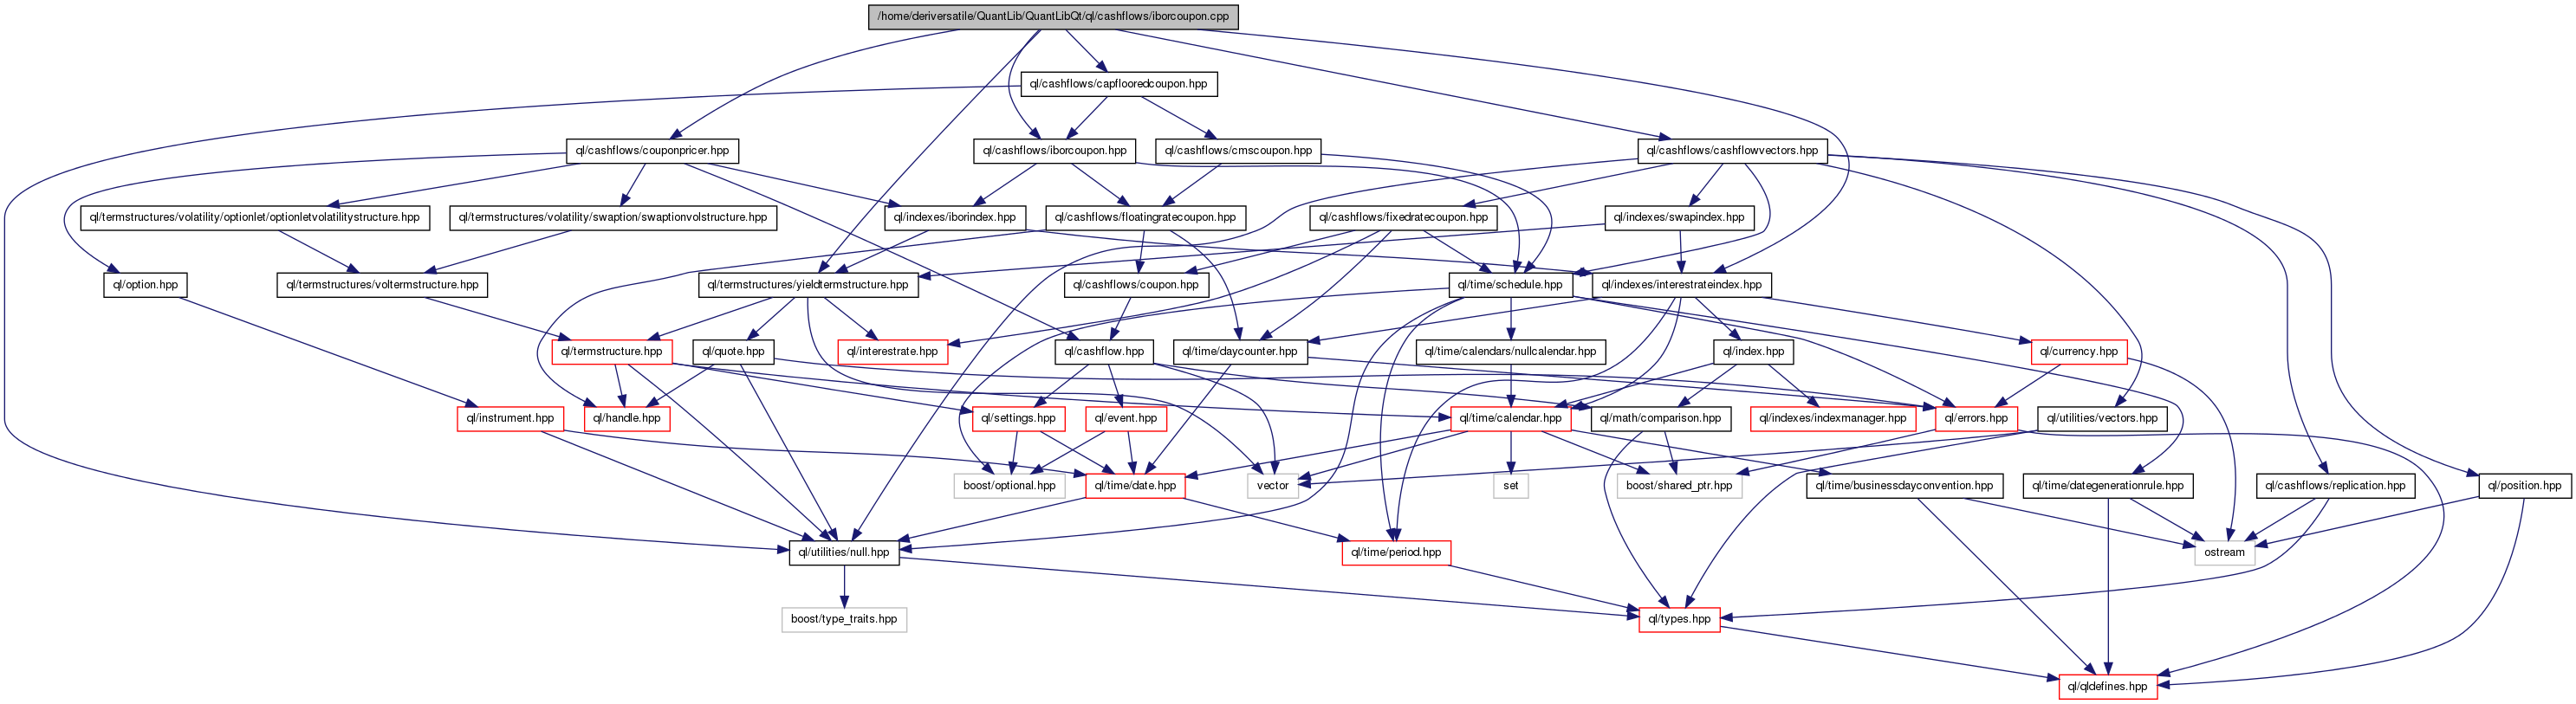 /home/deriversatile/QuantLib/QuantLibQt/ql/cashflows/iborcoupon.cpp
ql/cashflows/capflooredcoupon.hpp
ql/cashflows/couponpricer.hpp
ql/cashflows/iborcoupon.hpp
ql/cashflows/cmscoupon.hpp
ql/cashflows/cashflowvectors.hpp
ql/termstructures/volatility/optionlet/optionletvolatilitystructure.hpp
ql/termstructures/volatility/swaption/swaptionvolstructure.hpp
ql/indexes/iborindex.hpp
ql/cashflows/floatingratecoupon.hpp
ql/cashflows/fixedratecoupon.hpp
ql/indexes/swapindex.hpp
ql/option.hpp
ql/termstructures/voltermstructure.hpp
ql/termstructures/yieldtermstructure.hpp
ql/cashflows/coupon.hpp
ql/time/schedule.hpp
ql/indexes/interestrateindex.hpp
ql/termstructure.hpp
ql/quote.hpp
ql/interestrate.hpp
ql/cashflow.hpp
ql/time/daycounter.hpp
ql/time/calendars/nullcalendar.hpp
ql/index.hpp
ql/currency.hpp
ql/instrument.hpp
ql/handle.hpp
ql/settings.hpp
ql/event.hpp
ql/time/calendar.hpp
ql/math/comparison.hpp
ql/indexes/indexmanager.hpp
ql/errors.hpp
ql/utilities/vectors.hpp
boost/optional.hpp
ql/time/date.hpp
vector
set
boost/shared_ptr.hpp
ql/time/businessdayconvention.hpp
ql/time/dategenerationrule.hpp
ql/cashflows/replication.hpp
ql/position.hpp
ql/utilities/null.hpp
ql/time/period.hpp
ostream
boost/type_traits.hpp
ql/types.hpp
ql/qldefines.hpp